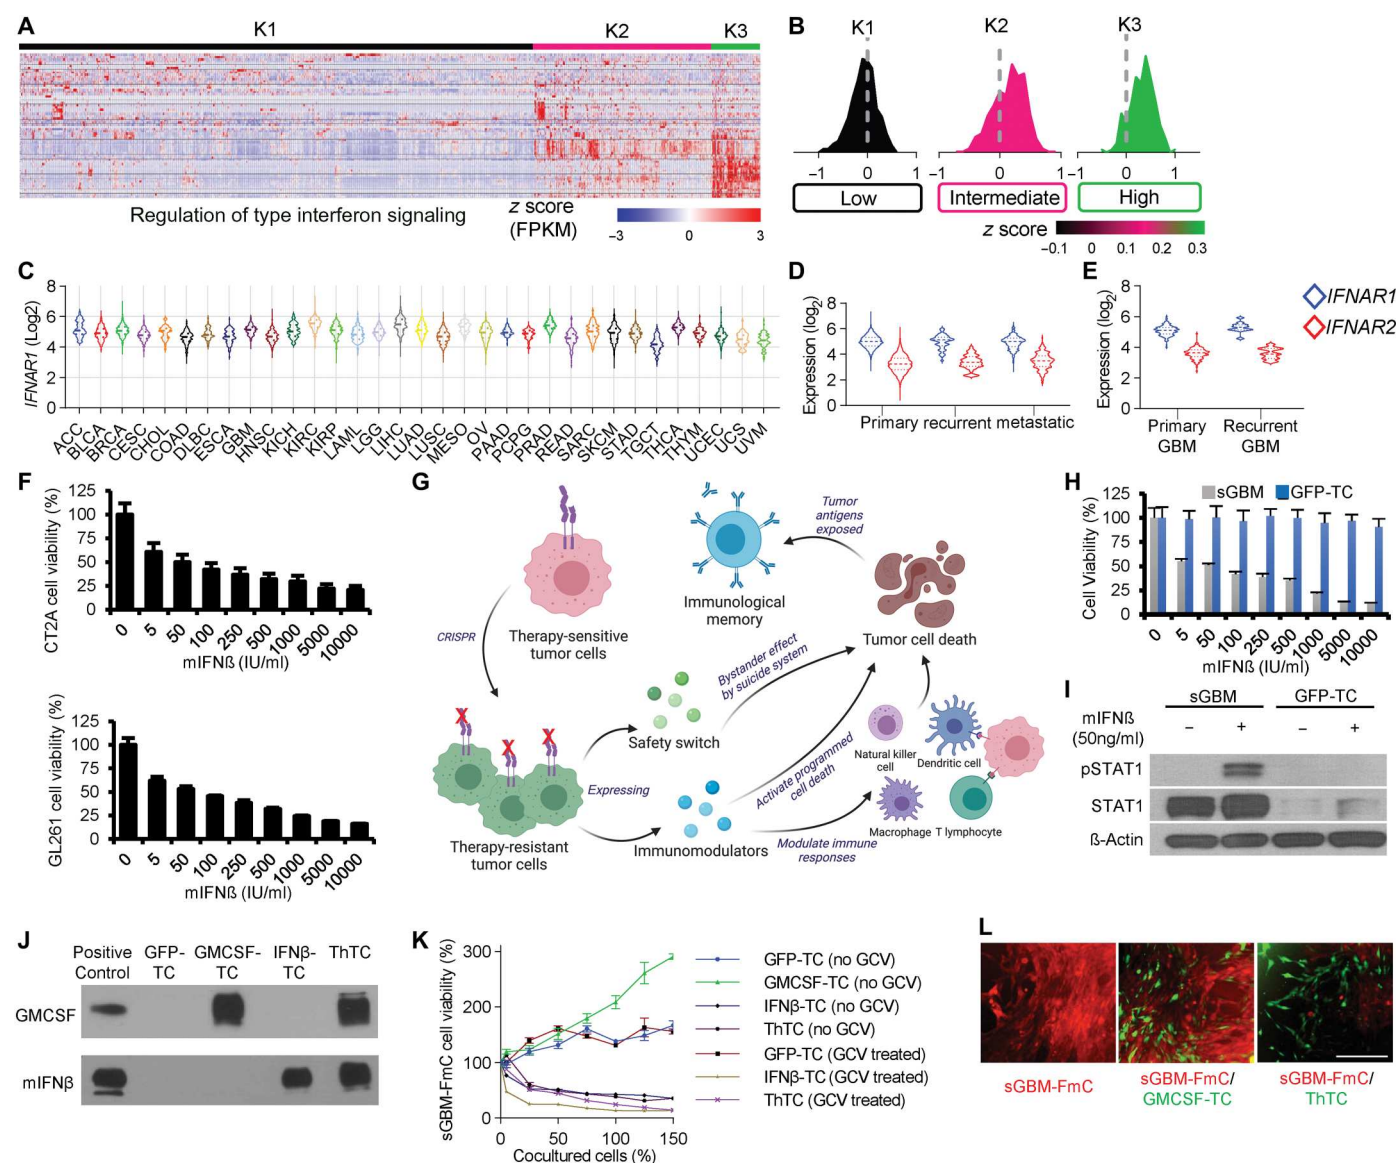 A
K1
K2
K3
Regulation of type interferon signaling
z score
(FPKM)
−3
0
3
B
K1
K2
K3
−1
0
1
−1
0
1
−1
0
1
Low
Intermediate
High
z score
−0.1
0
0.1
0.2
0.3
C
IFNAR1 (Log2)
8
6
4
2
0
ACC
BLCA
BRCA
CESC
CHOL
COAD
DLBC
ESCA
GBM
HNSC
KICH
KIRC
KIRP
LAML
LGG
LIHC
LUAD
LUSC
MESO
OV
PAAD
PCPG
PRAD
READ
SARC
SKCM
STAD
TGCT
THCA
THYM
UCEC
UCS
UVM
D
Expression (log2)
8
6
4
2
0
Primary recurrent metastatic
E
Expression (log2)
8
6
4
2
0
Primary
GBM
Recurrent
GBM
IFNAR1
IFNAR2
F
CT2A cell viability (%)
125
100
75
50
25
0
0
5
50
100
250
500
1000
5000
10000
mIFNß (IU/ml)
GL261 cell viability (%)
125
100
75
50
25
0
0
5
50
100
250
500
1000
5000
10000
mIFNß (IU/ml)
G
CRISPR
Therapy-sensitive
tumor cells
Immunological
memory
Tumor
antigens
exposed
Tumor cell death
Bystander effect
by suicide system
Safety switch
Expressing
X
X
X
Therapy-resistant
tumor cells
Immunomodulators
Activate programmed
cell death
Modulate immune
responses
Natural killer
cell
Dendritic cell
Macrophage
T lymphocyte
H
sGBM
GFP-TC
Cell Viability (%)
125
100
75
50
25
0
0
5
50
100
250
500
1000
5000
10000
mIFNß (IU/ml)
I
sGBM
GFP-TC
mIFNß
(50ng/ml)
−
+
−
+
pSTAT1
STAT1
ß-Actin
J
Positive
Control
GFP-
TC
GMCSF-
TC
IFNβ-
TC
ThTC
GMCSF
mIFNβ
K
sGBM-FmC cell viability (%)
300
200
100
0
0
50
100
150
Cocultured cells (%)
GFP-TC (no GCV)
GMCSF-TC (no GCV)
IFNβ-TC (no GCV)
ThTC (no GCV)
GFP-TC (GCV treated)
IFNβ-TC (GCV treated)
ThTC (GCV treated)
L
sGBM-FmC
sGBM-FmC/
GMCSF-TC
sGBM-FmC/
ThTC